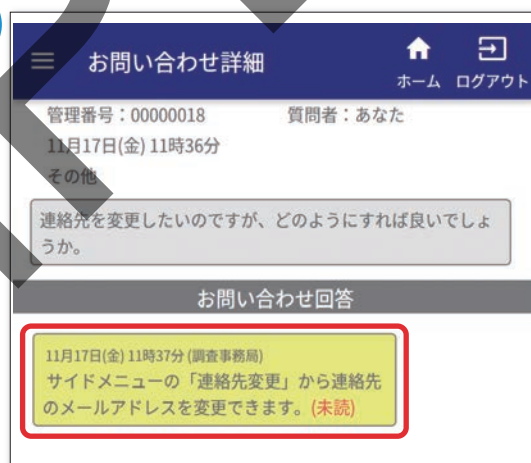 お問い合わせ詳細
ホーム ログアウト
管理番号：00000018 質問者：あなた
11月17日(金) 11時36分
その他
連絡先を変更したいのですが、どのようにすれば良いでしょ
うか。
お問い合わせ回答
11月17日(金) 11時37分 (調査事務局)
サイドメニューの「連絡先変更」から連絡先
のメールアドレスを変更できます。(未読)